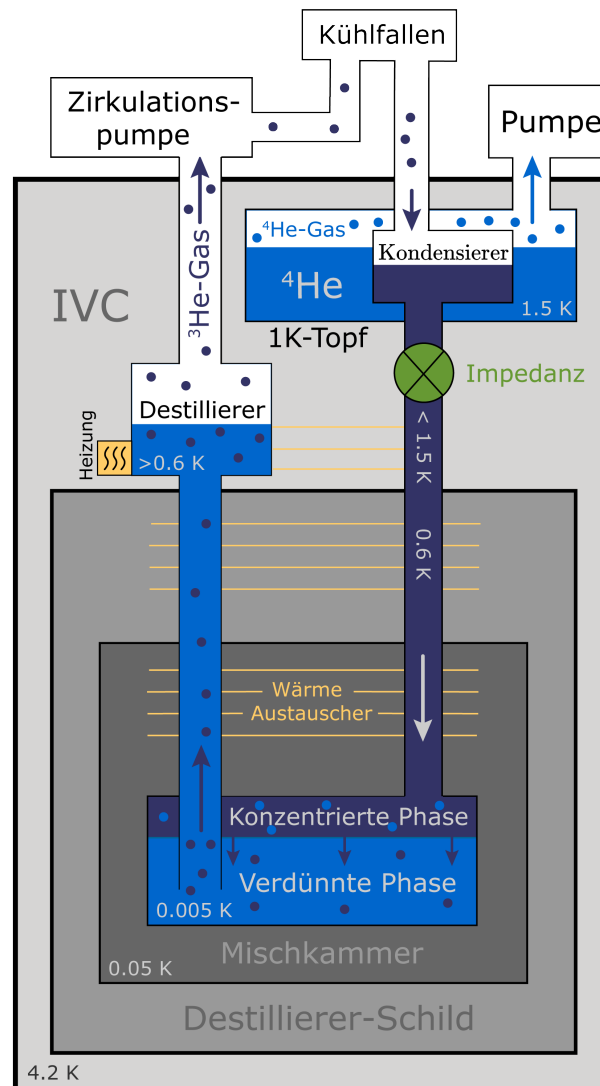 Kühlfallen
Zirkulations-
pumpe
Pumpe
³He-Gas
⁴He-Gas
Kondensierer
⁴He
1.5 K
IVC
1K-Topf
Impedanz
Destillierer
Heizung
>0.6 K
< 1.5 K
0.6 K
Wärme
Austauscher
Konzentrierte Phase
Verdünnte Phase
0.005 K
Mischkammer
0.05 K
Destillierer-Schild
4.2 K